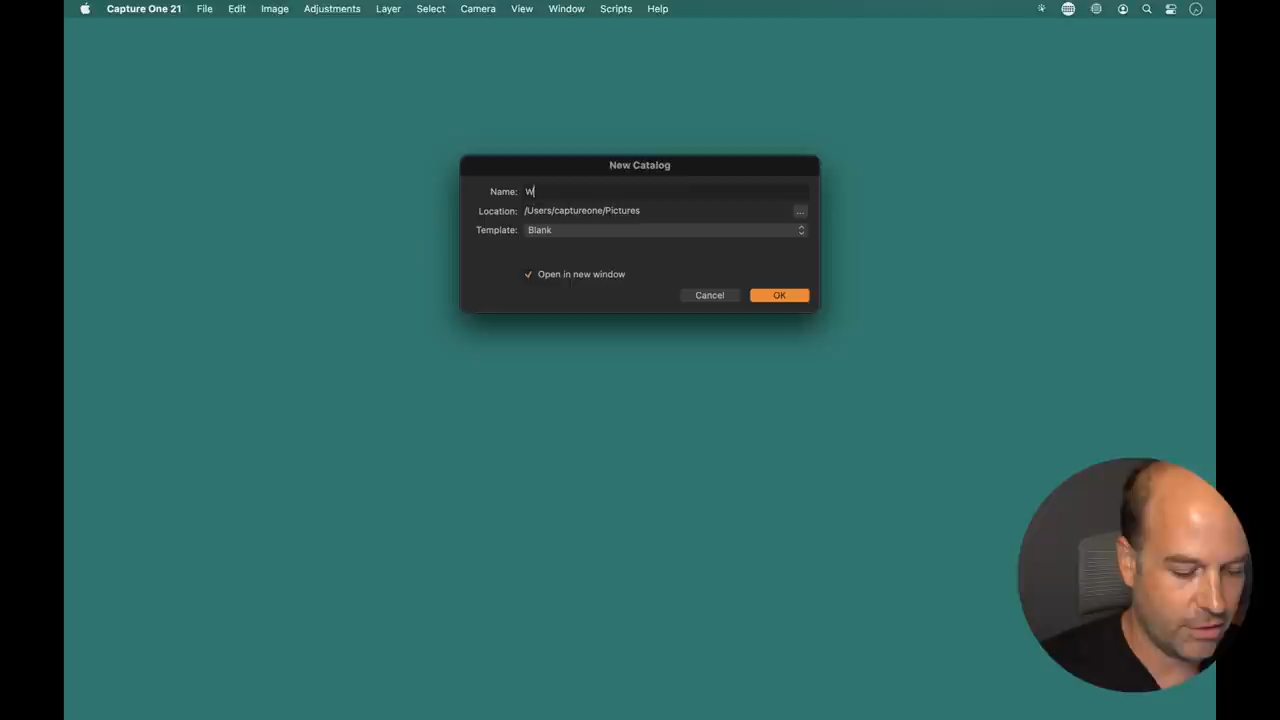 Capture One 21 File Edit Image Adjustments Layer Select Camera View Window Scripts Help
New Catalog
Name: W
Location: /Users/captureone/Pictures ...
Template: Blank
✓ Open in new window
Cancel OK